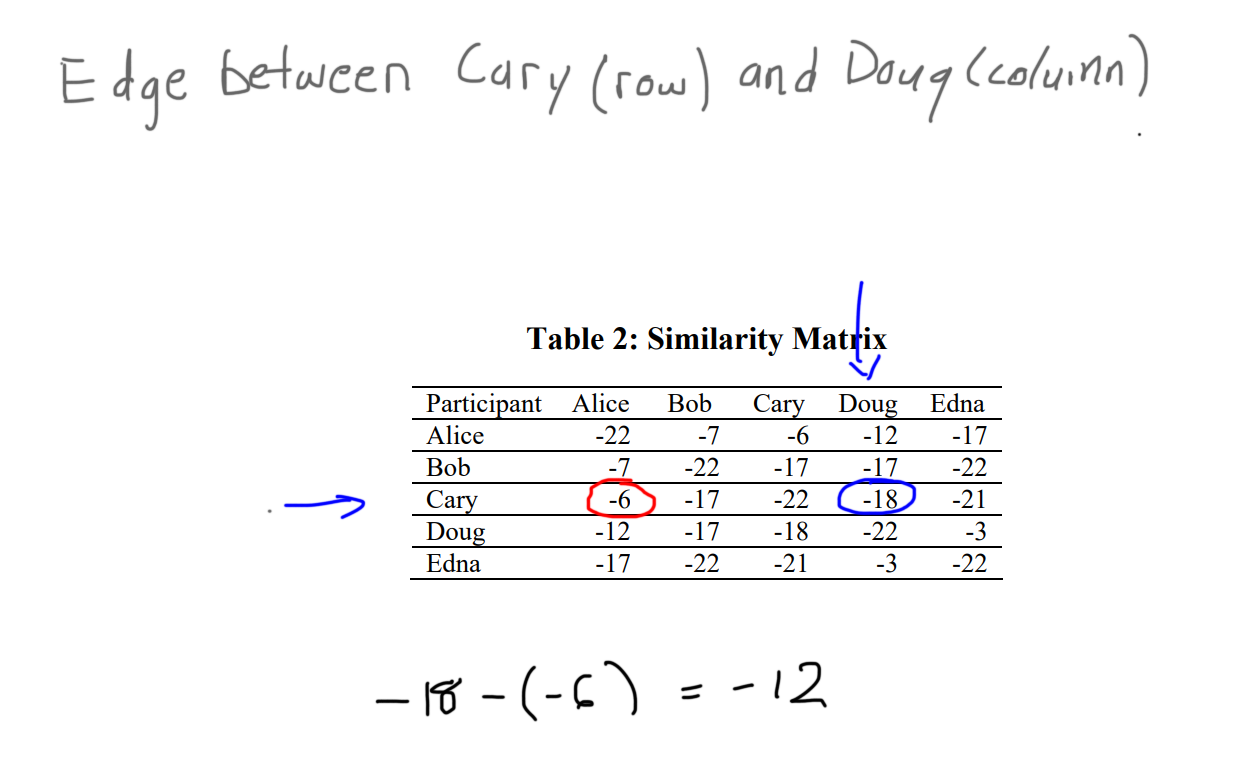 Edge between Cary (row) and Doug (column)
Table 2: Similarity Matrix
Participant Alice Bob Cary Doug Edna
Alice -22 -7 -6 -12 -17
Bob -7 -22 -17 -17 -22
Cary -6 -17 -22 -18 -21
Doug -12 -17 -18 -22 -3
Edna -17 -22 -21 -3 -22
-18 - (-6) = -12